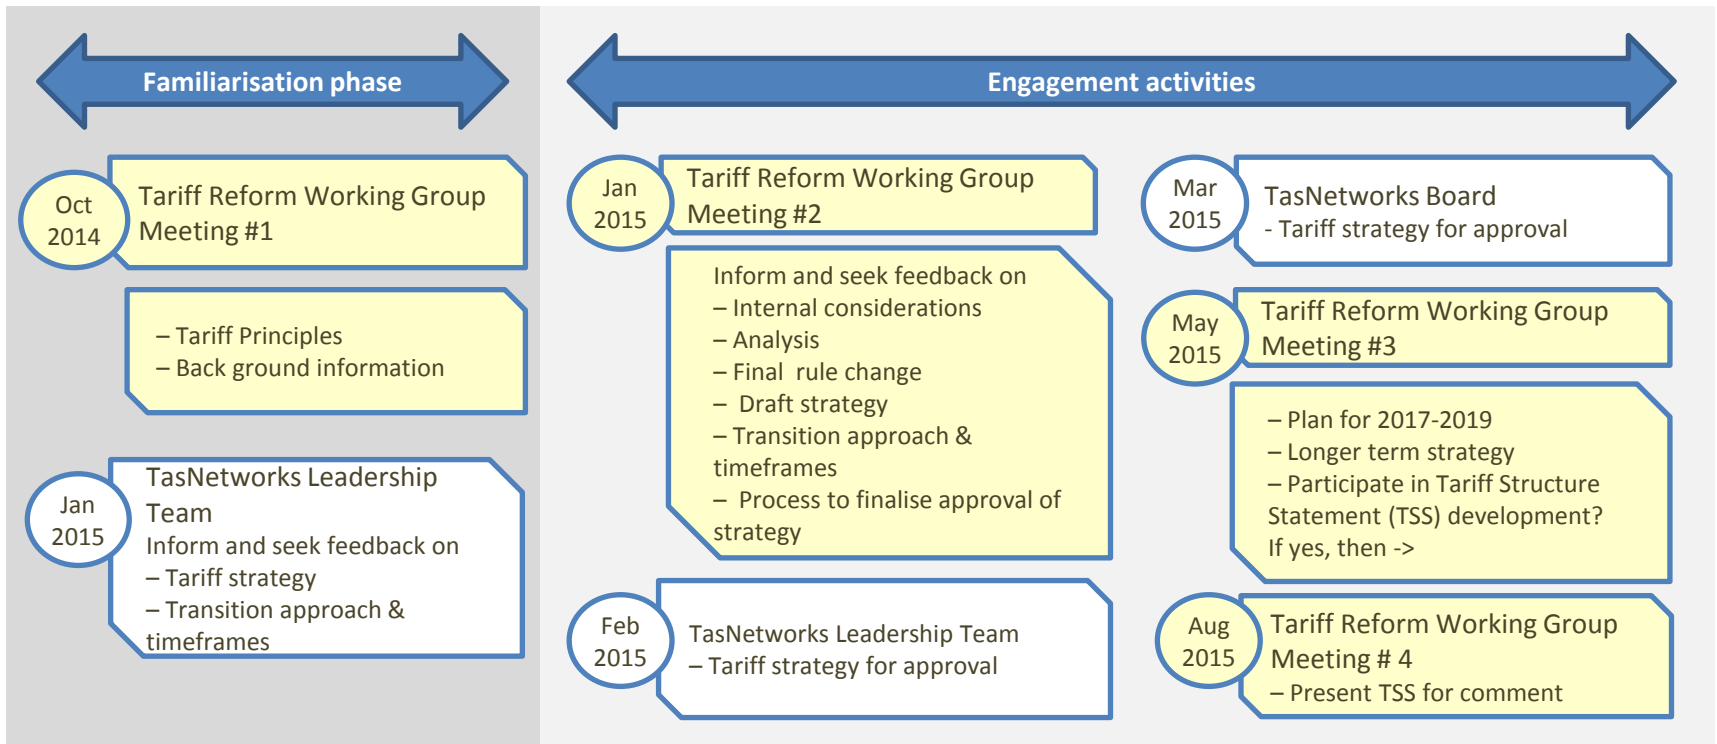 Familiarisation phase
Oct
2014
Tariff Reform Working Group
Meeting #1
– Tariff Principles
– Back ground information
Jan
2015
TasNetworks Leadership
Team
Inform and seek feedback on
– Tariff strategy
– Transition approach &
timeframes
Engagement activities
Jan
2015
Tariff Reform Working Group
Meeting #2
Inform and seek feedback on
– Internal considerations
– Analysis
– Final  rule change
–  Draft strategy
– Transition approach &
timeframes
–  Process to finalise approval of
strategy
Feb
2015
TasNetworks Leadership Team
– Tariff strategy for approval
Mar
2015
TasNetworks Board
- Tariff strategy for approval
May
2015
Tariff Reform Working Group
Meeting #3
– Plan for 2017-2019
– Longer term strategy
– Participate in Tariff Structure
Statement (TSS) development?
If yes, then ->
Aug
2015
Tariff Reform Working Group
Meeting # 4
– Present TSS for comment